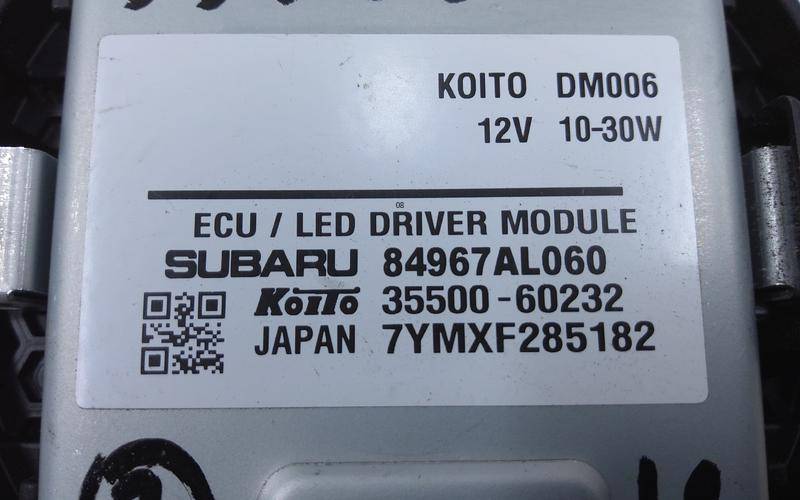 KOITO DM006
12V 10-30W
08
ECU / LED DRIVER MODULE
SUBARU 84967AL060
KOITO 35500-60232
JAPAN 7YMXF285182